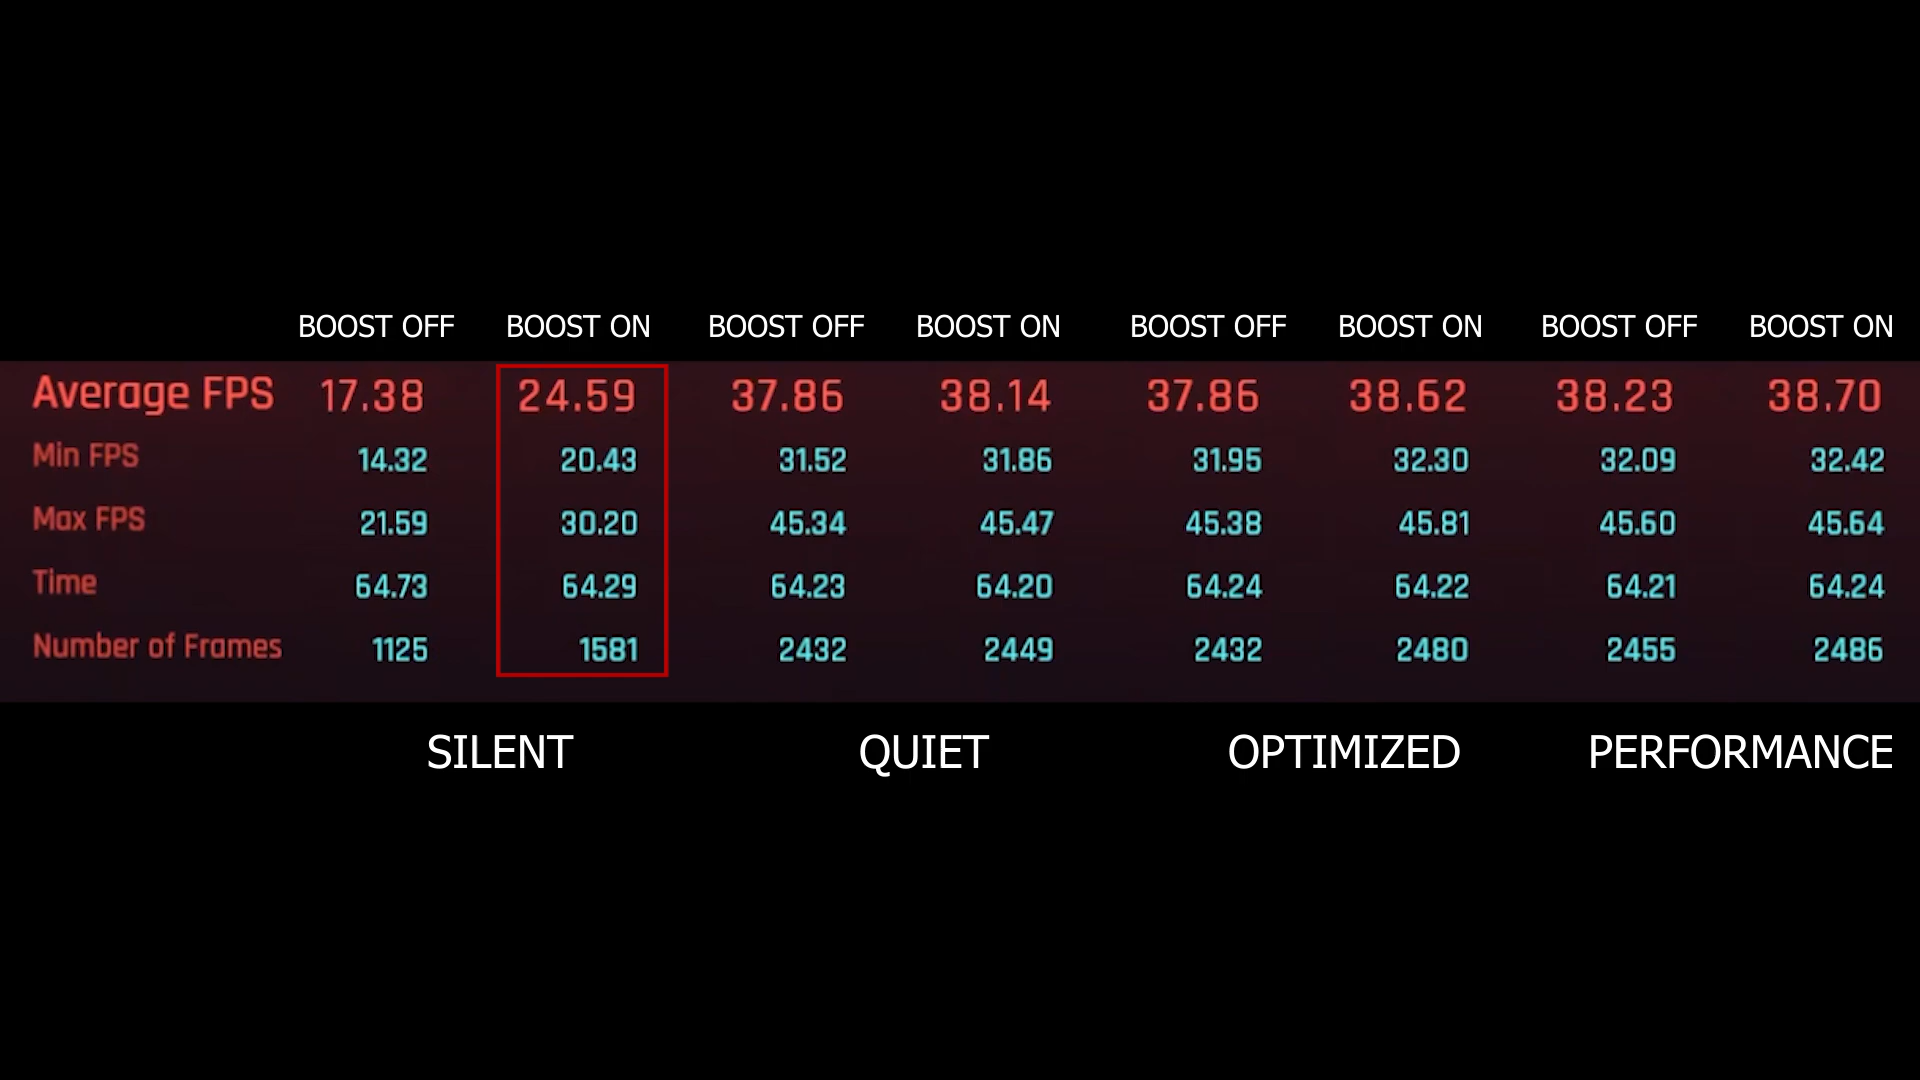 BOOST OFF BOOST ON BOOST OFF BOOST ON BOOST OFF BOOST ON BOOST OFF BOOST ON
Average FPS 17.38 24.59 37.86 38.14 37.86 38.62 38.23 38.70
Min FPS 14.32 20.43 31.52 31.86 31.95 32.30 32.09 32.42
Max FPS 21.59 30.20 45.34 45.47 45.38 45.81 45.60 45.64
Time 64.73 64.29 64.23 64.20 64.24 64.22 64.21 64.24
Number of Frames 1125 1581 2432 2449 2432 2480 2455 2486
SILENT QUIET OPTIMIZED PERFORMANCE